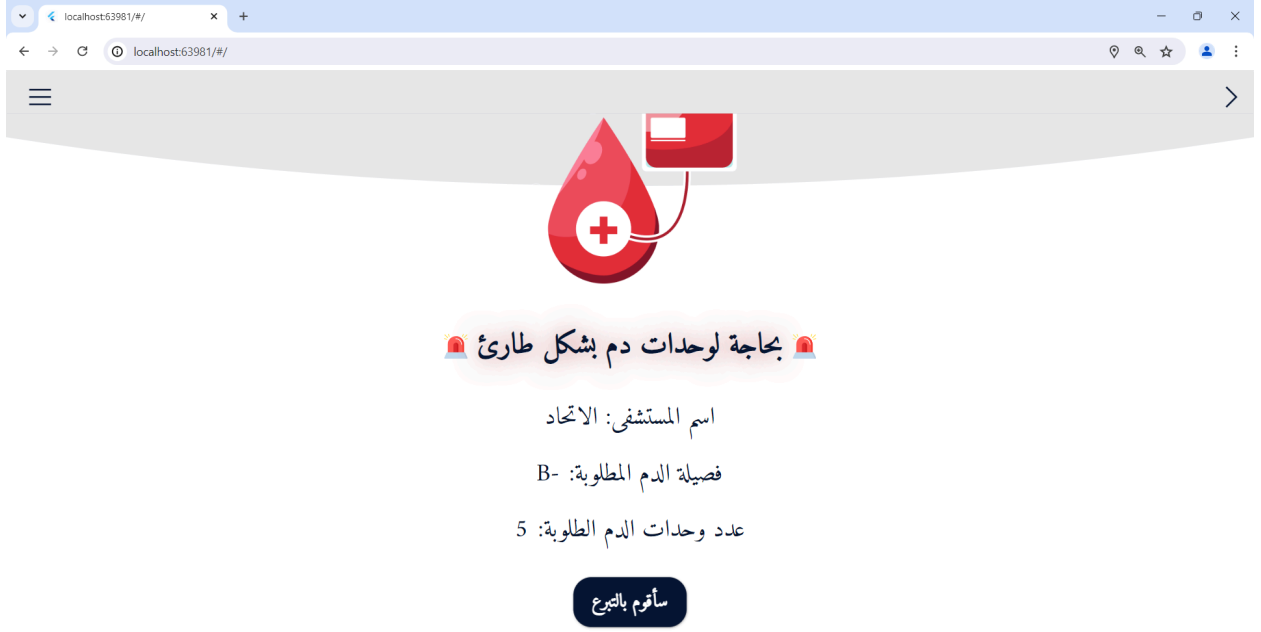 localhost:63981/#/
localhost:63981/#/
🚨 بحاجة لوحدات دم بشكل طارئ 🚨
اسم المستشفى: الاتحاد
فصيلة الدم المطلوبة: -B
عدد وحدات الدم الطلوبة: 5
سأقوم بالتبرع